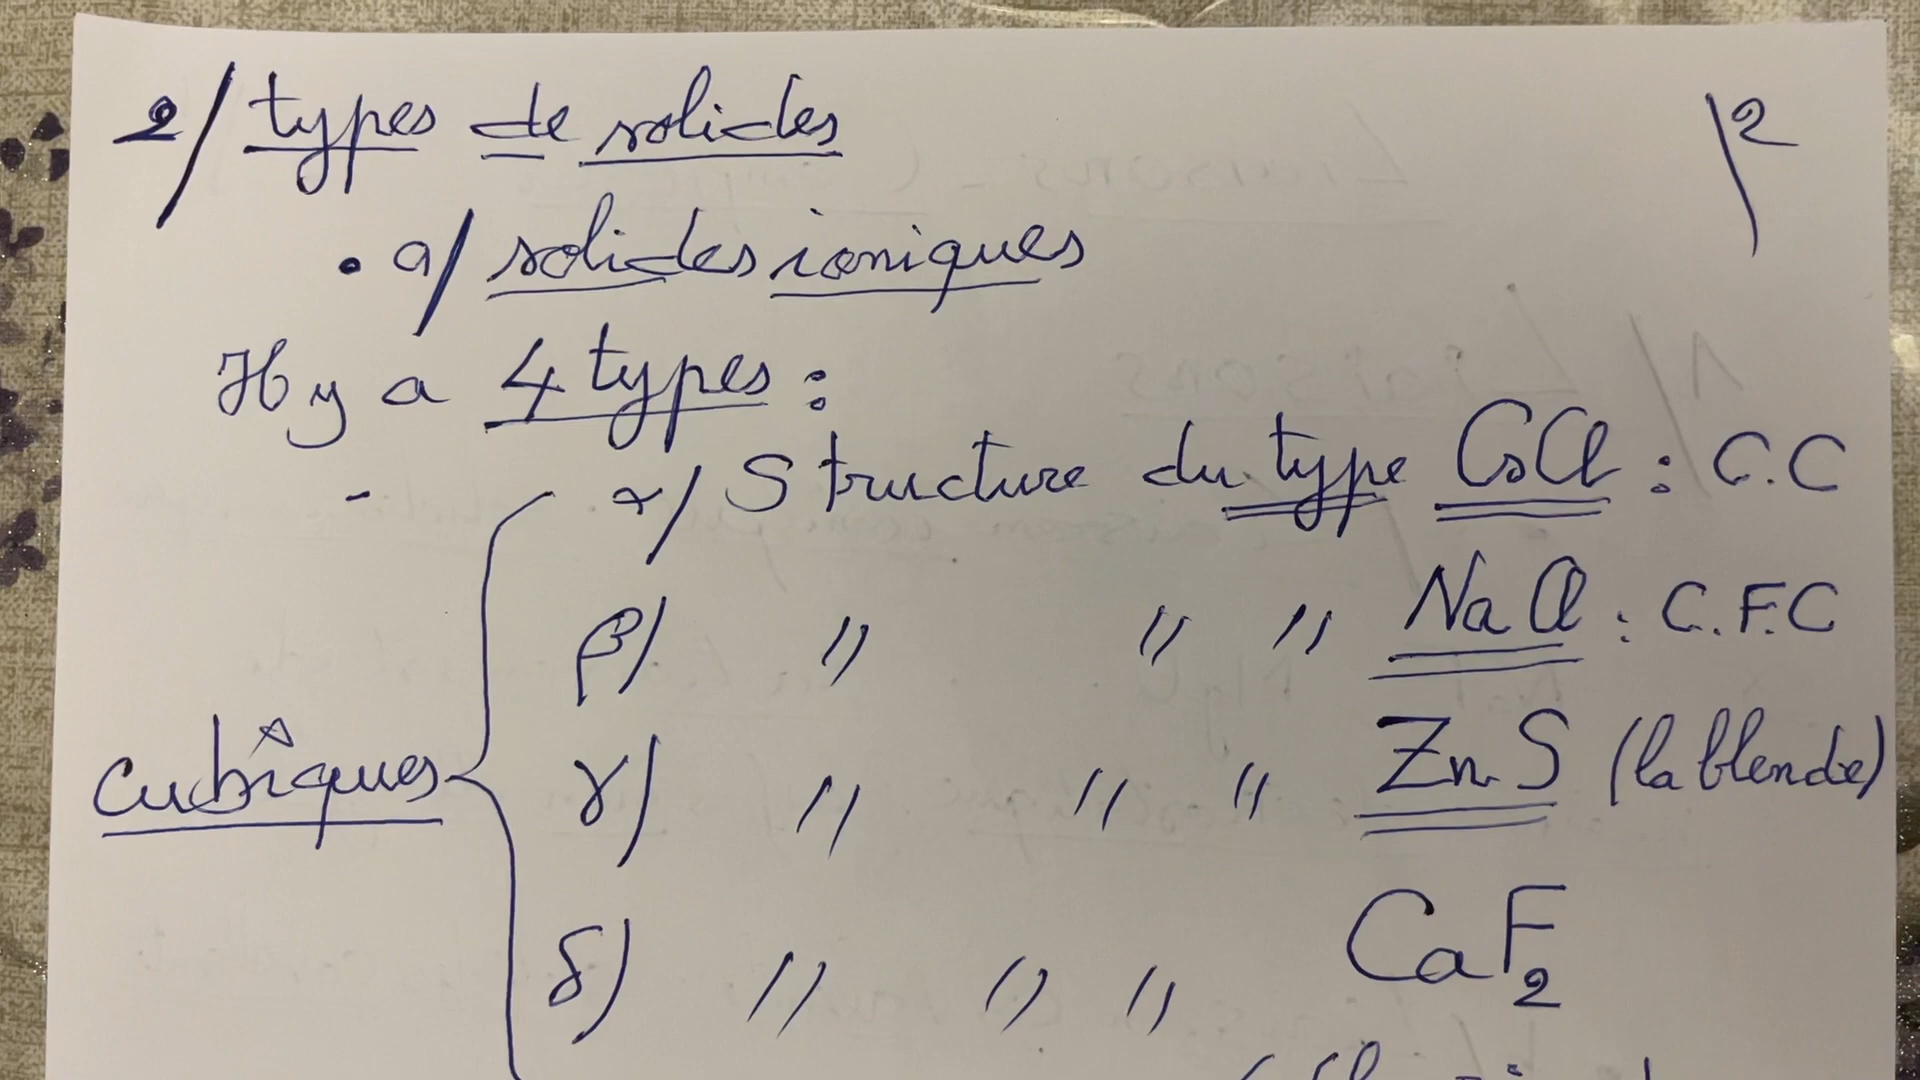 2/ types de solides /2
• a/ solides ioniques
Il y a 4 types :
- α/ Structure du type CsCl : C.C
β/ " " " NaCl : C.F.C
cubiques γ/ " " " ZnS (la blende)
δ/ " " " CaF₂